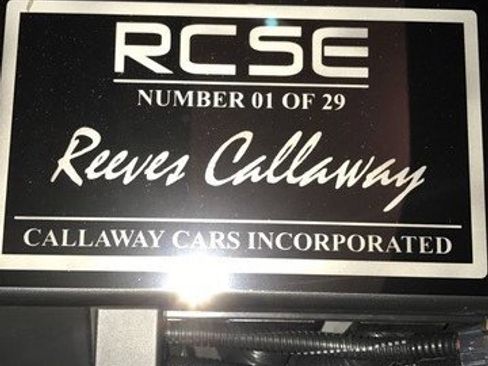 RCSE
NUMBER 01 OF 29
Reeves Callaway
CALLAWAY CARS INCORPORATED